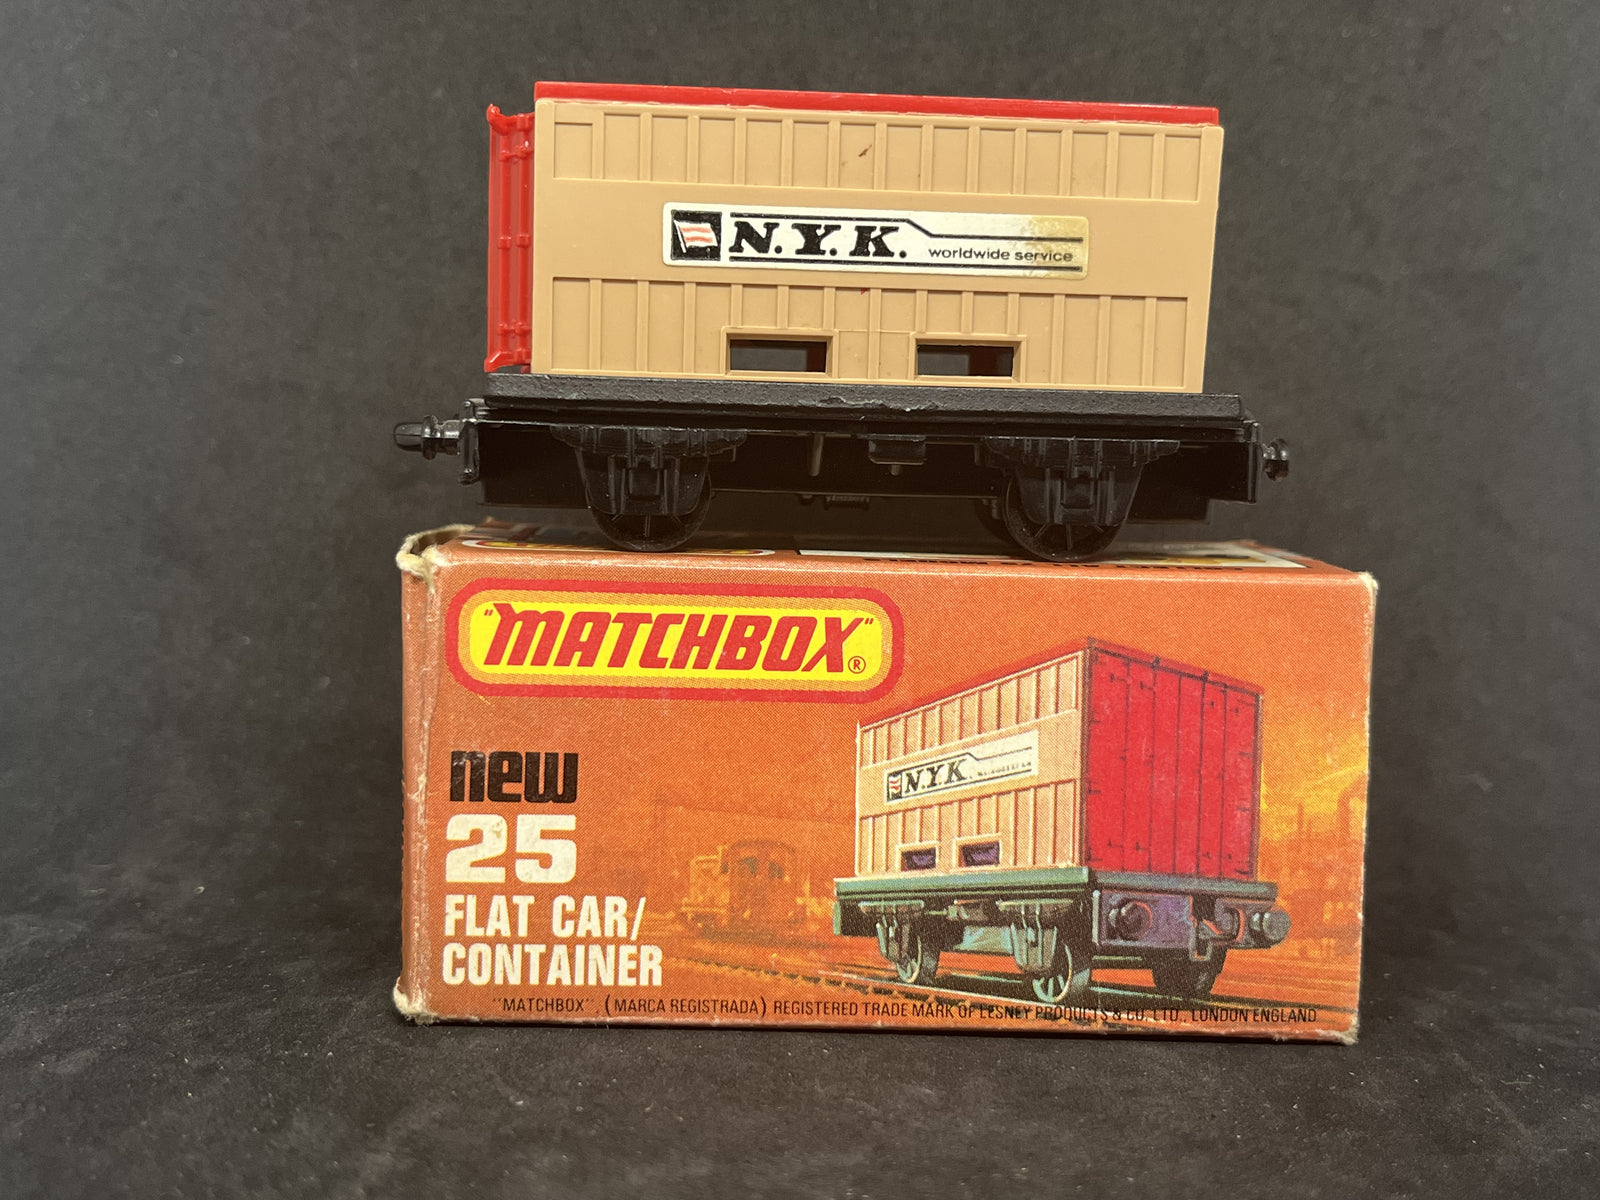 N.Y.K. worldwide service
"MATCHBOX"®
new
25
FLAT CAR/
CONTAINER
N.Y.K.
"MATCHBOX", (MARCA REGISTRADA) REGISTERED TRADE MARK OF LESNEY PRODUCTS & CO. LTD., LONDON ENGLAND